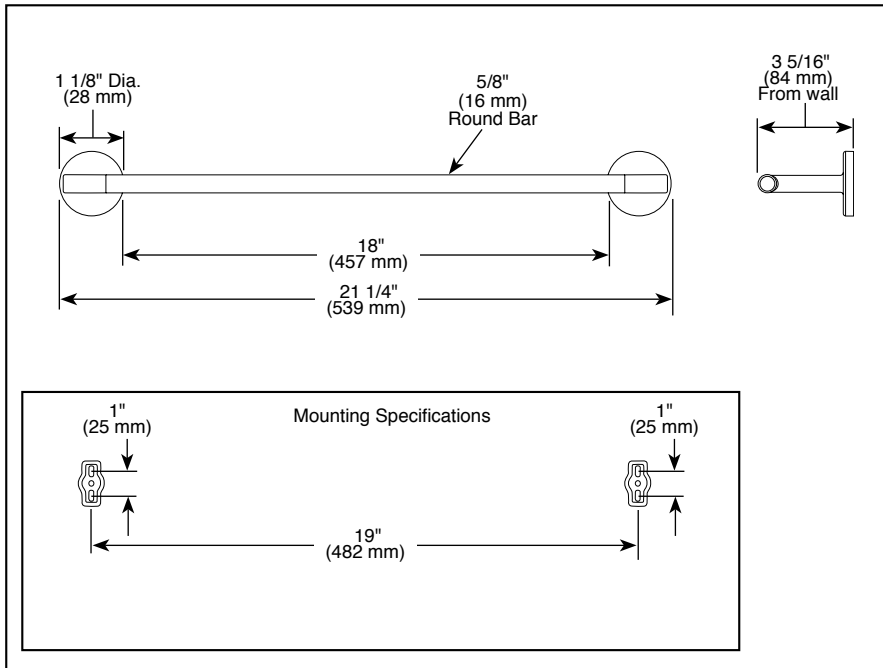 1 1/8" Dia.
(28 mm)
5/8"
(16 mm)
Round Bar
3 5/16"
(84 mm)
From wall
18"
(457 mm)
21 1/4"
(539 mm)
Mounting Specifications
1"
(25 mm)
1"
(25 mm)
19"
(482 mm)